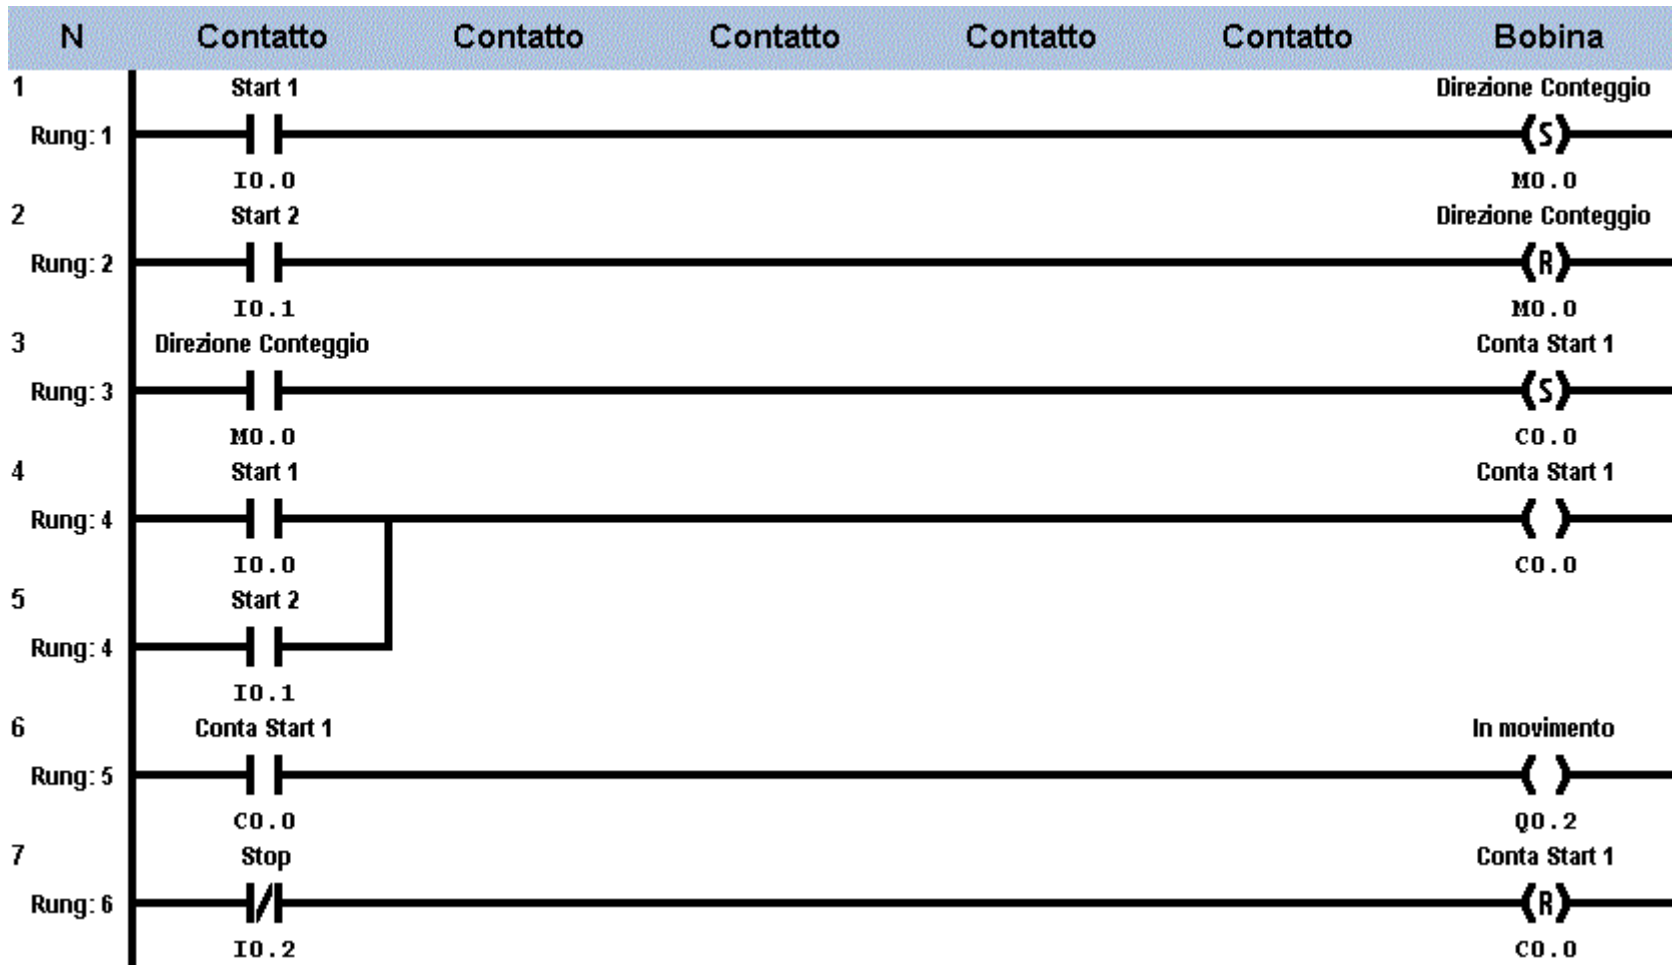 N Contatto Contatto Contatto Contatto Contatto Bobina
1 Start 1 Direzione Conteggio
Rung: 1 (S)
I0.0 M0.0
2 Start 2 Direzione Conteggio
Rung: 2 (R)
I0.1 M0.0
3 Direzione Conteggio Conta Start 1
Rung: 3 (S)
M0.0 C0.0
4 Start 1 Conta Start 1
Rung: 4 ( )
I0.0 C0.0
5 Start 2
Rung: 4
I0.1
6 Conta Start 1 In movimento
Rung: 5 ( )
C0.0 Q0.2
7 Stop Conta Start 1
Rung: 6 (R)
I0.2 C0.0